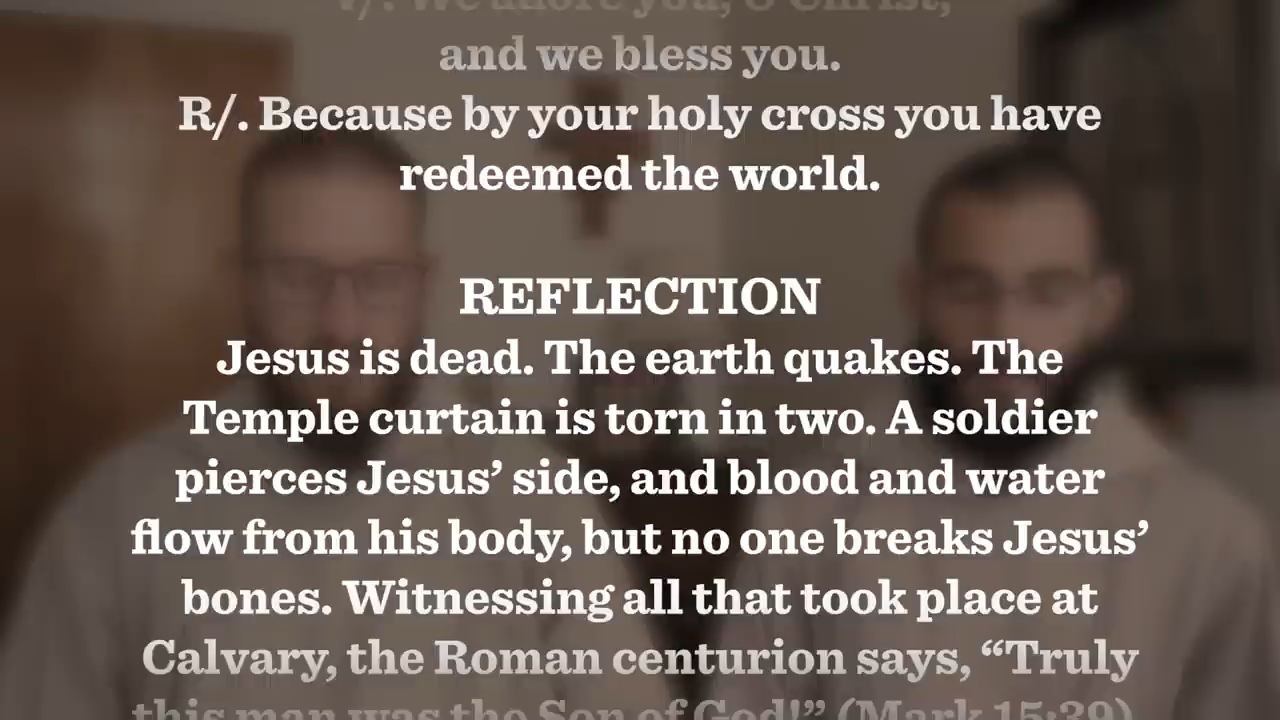 V/. We adore you, O Christ,
and we bless you.
R/. Because by your holy cross you have
redeemed the world.
REFLECTION
Jesus is dead. The earth quakes. The
Temple curtain is torn in two. A soldier
pierces Jesus’ side, and blood and water
flow from his body, but no one breaks Jesus’
bones. Witnessing all that took place at
Calvary, the Roman centurion says, “Truly
this man was the Son of God!” (Mark 15:39)